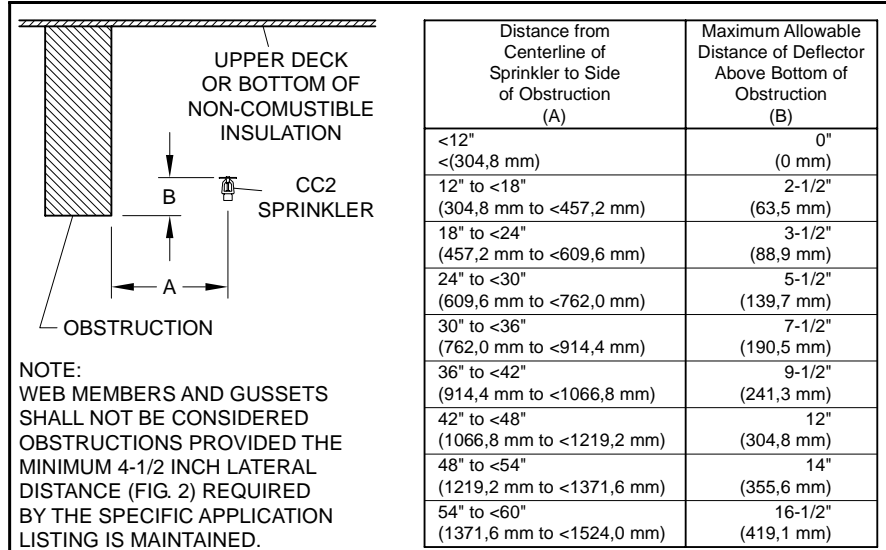 UPPER DECK
OR BOTTOM OF
NON-COMUSTIBLE
INSULATION
B
CC2
SPRINKLER
A
OBSTRUCTION
NOTE:
WEB MEMBERS AND GUSSETS
SHALL NOT BE CONSIDERED
OBSTRUCTIONS PROVIDED THE
MINIMUM 4-1/2 INCH LATERAL
DISTANCE (FIG. 2) REQUIRED
BY THE SPECIFIC APPLICATION
LISTING IS MAINTAINED.
Distance from
Centerline of
Sprinkler to Side
of Obstruction
(A)
Maximum Allowable
Distance of Deflector
Above Bottom of
Obstruction
(B)
<12" 0"
<(304,8 mm) (0 mm)
12" to <18" 2-1/2"
(304,8 mm to <457,2 mm) (63,5 mm)
18" to <24" 3-1/2"
(457,2 mm to <609,6 mm) (88,9 mm)
24" to <30" 5-1/2"
(609,6 mm to <762,0 mm) (139,7 mm)
30" to <36" 7-1/2"
(762,0 mm to <914,4 mm) (190,5 mm)
36" to <42" 9-1/2"
(914,4 mm to <1066,8 mm) (241,3 mm)
42" to <48" 12"
(1066,8 mm to <1219,2 mm) (304,8 mm)
48" to <54" 14"
(1219,2 mm to <1371,6 mm) (355,6 mm)
54" to <60" 16-1/2"
(1371,6 mm to <1524,0 mm) (419,1 mm)